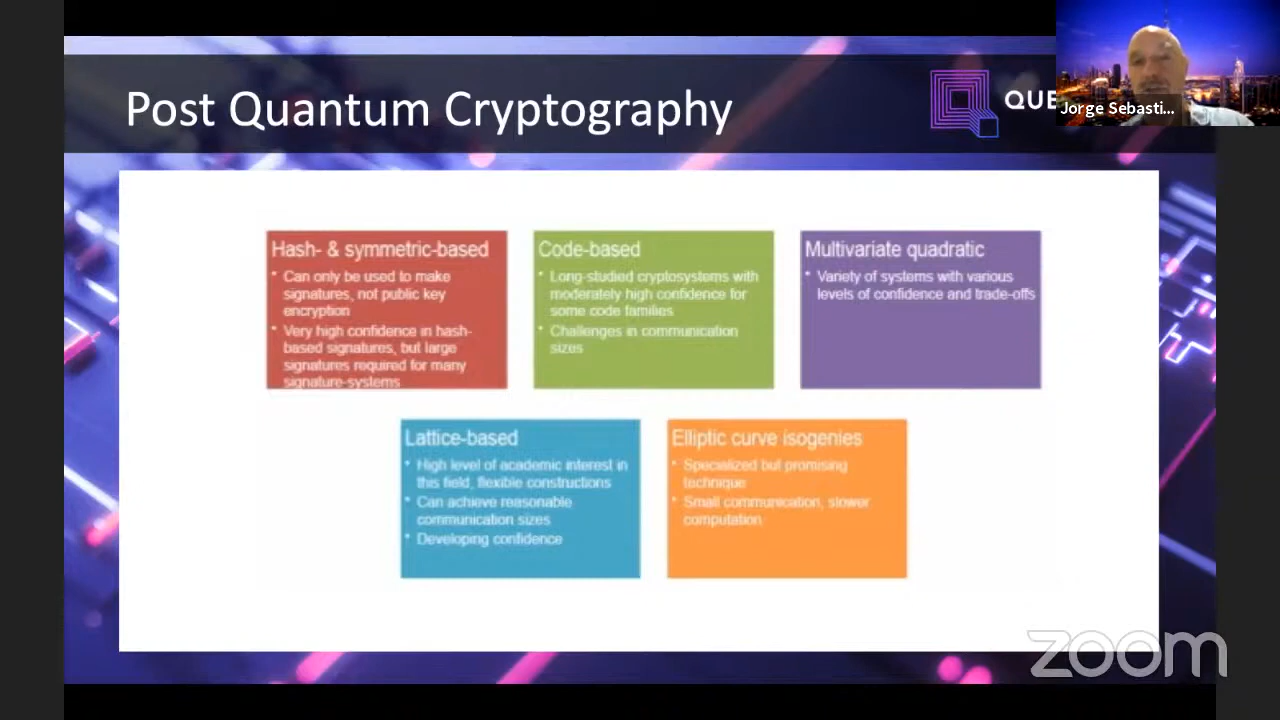 Post Quantum Cryptography
QUE
Jorge Sebasti...
Hash- & symmetric-based
• Can only be used to make
signatures, not public key
encryption
• Very high confidence in hash-
based signatures, but large
signatures required for many
signature-systems
Code-based
• Long-studied cryptosystems with
moderately high confidence for
some code families
• Challenges in communication
sizes
Multivariate quadratic
• Variety of systems with various
levels of confidence and trade-offs
Lattice-based
• High level of academic interest in
this field, flexible constructions
• Can achieve reasonable
communication sizes
• Developing confidence
Elliptic curve isogenies
• Specialized but promising
technique
• Small communication, slower
computation
zoom